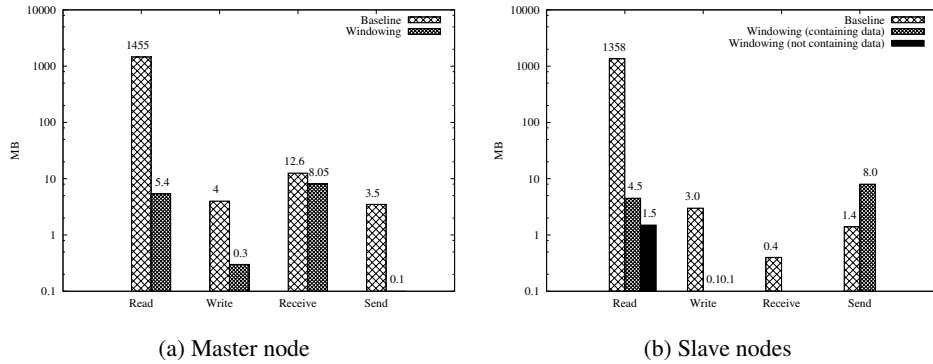 10000
1000
100
10
1
0.1
MB
Baseline
Windowing
1455
5.4
4
0.3
12.6
8.05
3.5
0.1
Read Write Receive Send
(a) Master node
10000
1000
100
10
1
0.1
MB
Baseline
Windowing (containing data)
Windowing (not containing data)
1358
4.5
1.5
3.0
0.10.1
0.4
1.4
8.0
Read Write Receive Send
(b) Slave nodes